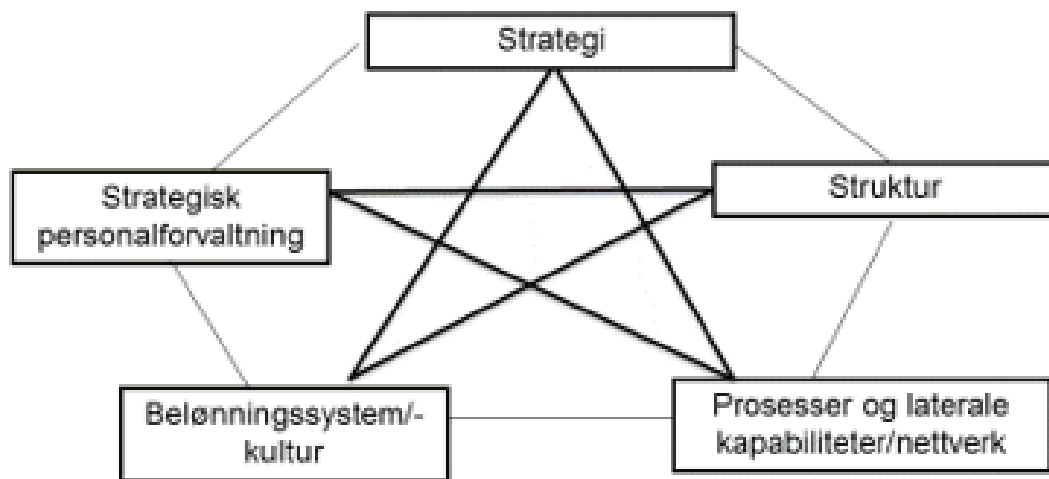 Strategi
Strategisk
personalforvaltning
Struktur
Belønningssystem/-
kultur
Prosesser og laterale
kapabiliteter/nettverk